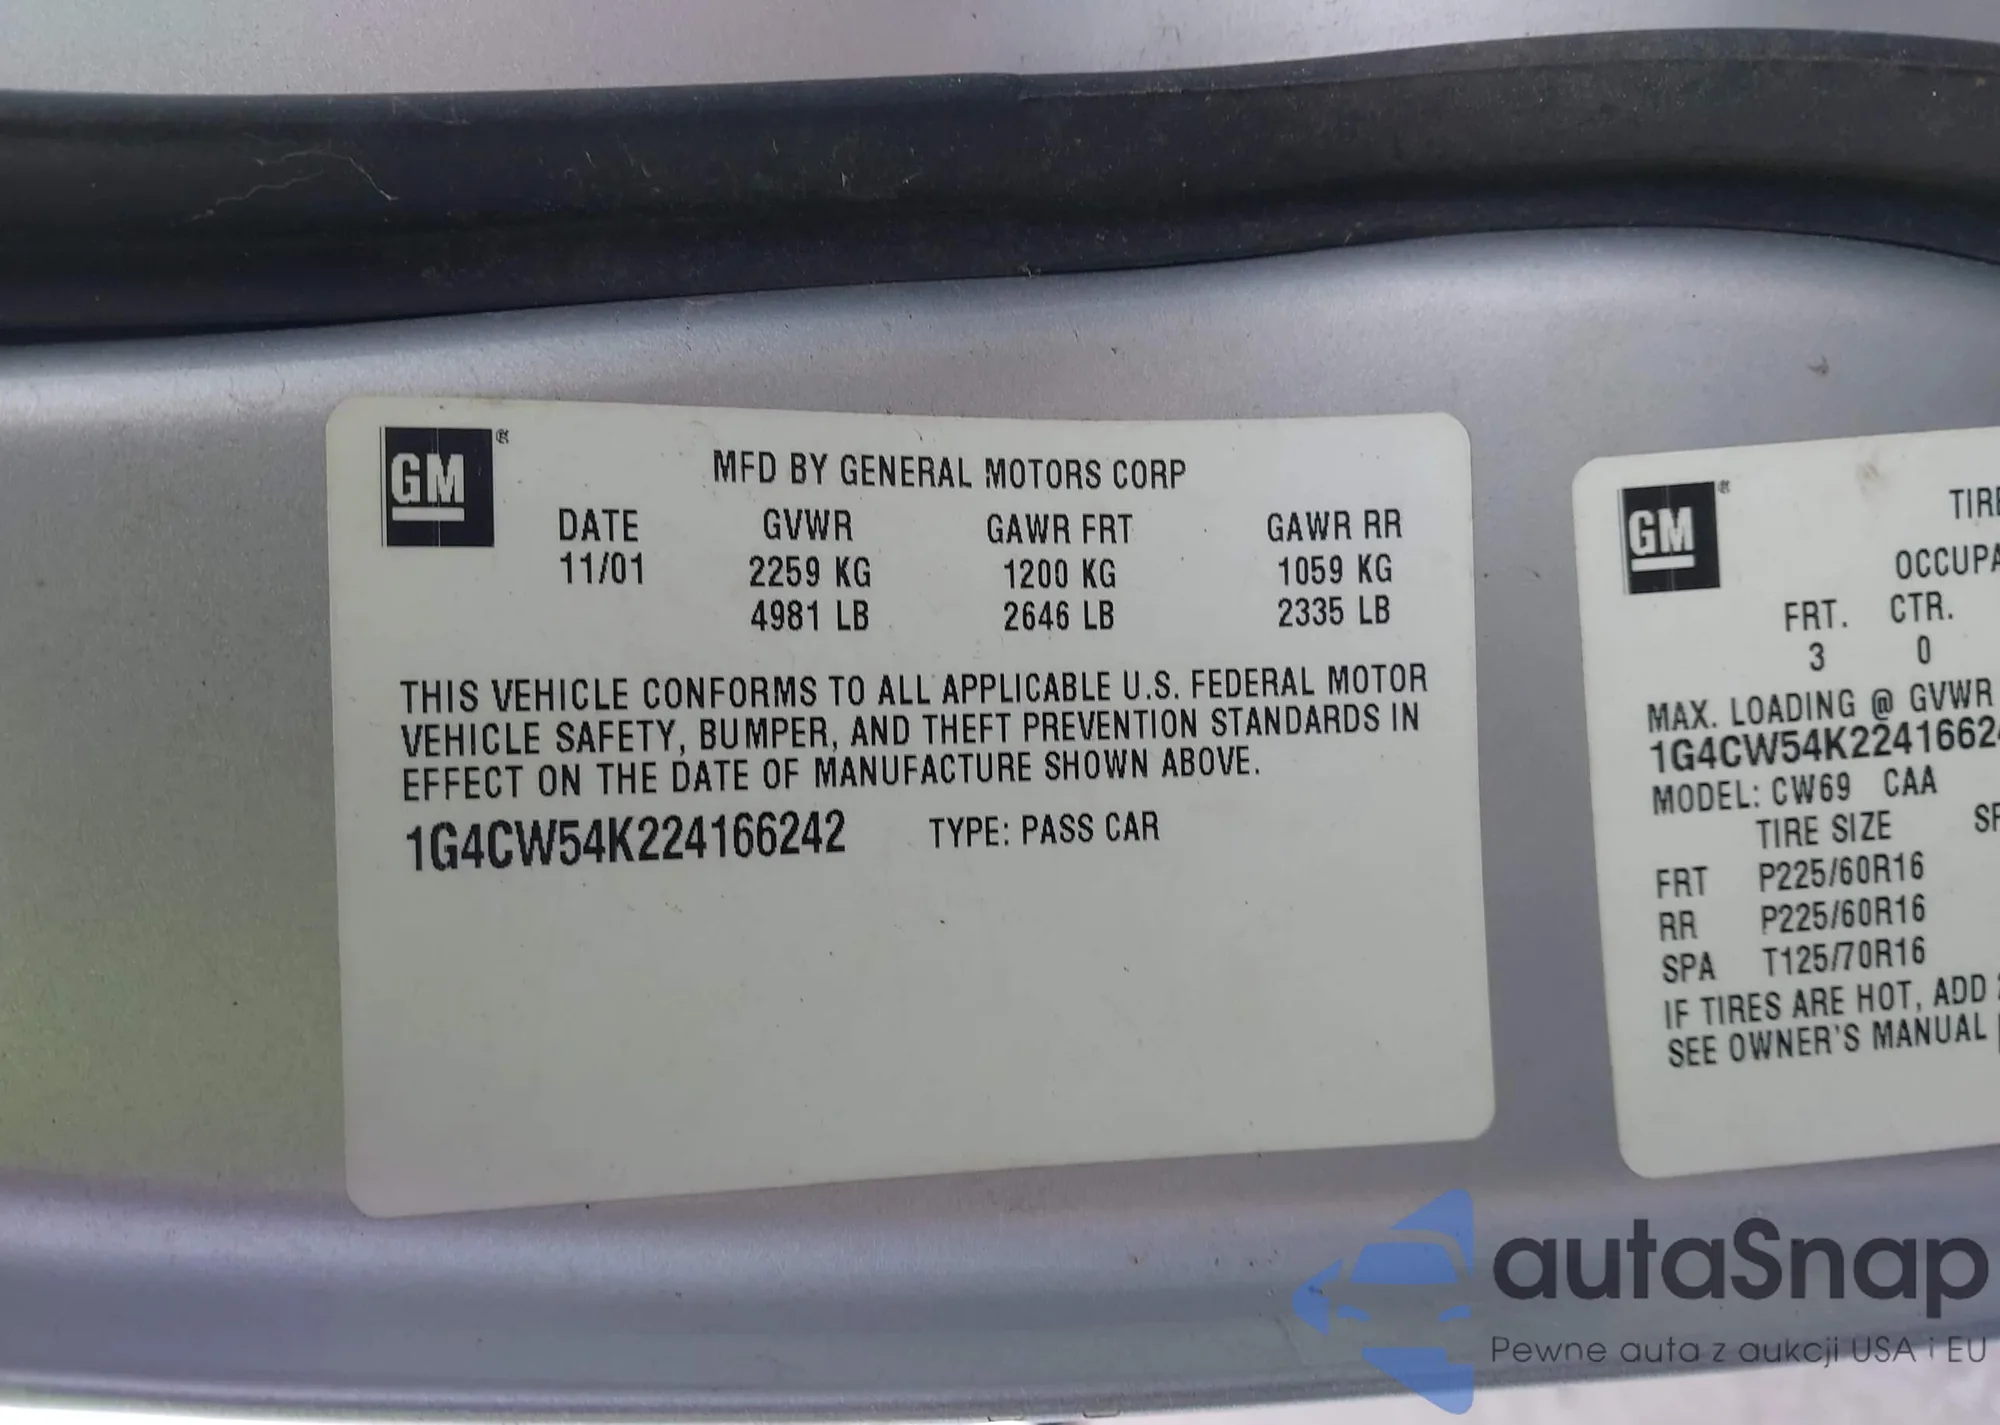 GM ®
MFD BY GENERAL MOTORS CORP
DATE GVWR GAWR FRT GAWR RR
11/01 2259 KG 1200 KG 1059 KG
4981 LB 2646 LB 2335 LB
THIS VEHICLE CONFORMS TO ALL APPLICABLE U.S. FEDERAL MOTOR
VEHICLE SAFETY, BUMPER, AND THEFT PREVENTION STANDARDS IN
EFFECT ON THE DATE OF MANUFACTURE SHOWN ABOVE.
1G4CW54K224166242 TYPE: PASS CAR
GM ®
TIRE
OCCUPA
FRT. CTR.
3 0
MAX. LOADING @ GVWR
1G4CW54K22416624
MODEL: CW69 CAA
TIRE SIZE SP
FRT P225/60R16
RR P225/60R16
SPA T125/70R16
IF TIRES ARE HOT, ADD
SEE OWNER'S MANUAL
autaSnap
Pewne auta z aukcji USA i EU